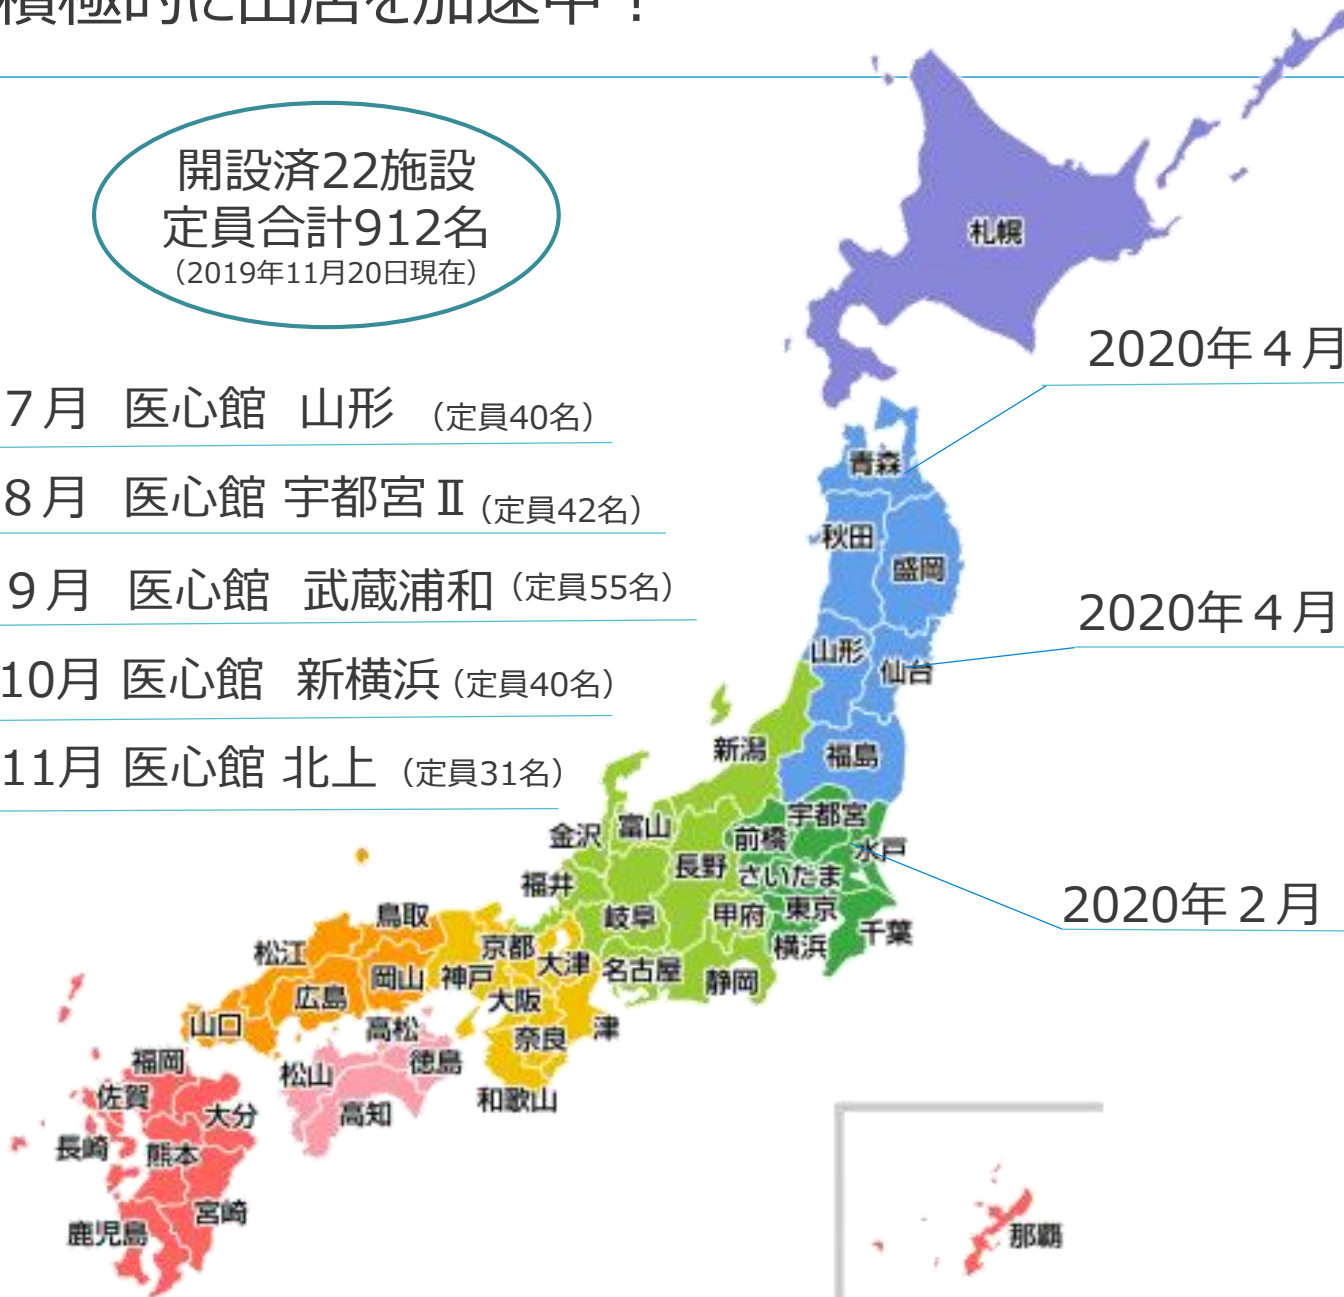 積極的に出店を加速中！
開設済22施設
定員合計912名
（2019年11月20日現在）
7月 医心館 山形 （定員40名）
8月 医心館 宇都宮Ⅱ（定員42名）
9月 医心館 武蔵浦和（定員55名）
10月 医心館 新横浜（定員40名）
11月 医心館 北上 （定員31名）
2020年４月
2020年４月
2020年２月
札幌
青森
秋田
盛岡
山形
仙台
新潟
福島
宇都宮
金沢
富山
前橋
水戸
長野
さいたま
福井
岐阜
甲府
東京
千葉
鳥取
松江
京都
大津
名古屋
横浜
静岡
岡山
神戸
広島
大阪
山口
高松
奈良
津
福岡
松山
徳島
佐賀
和歌山
大分
高知
長崎
熊本
宮崎
鹿児島
那覇